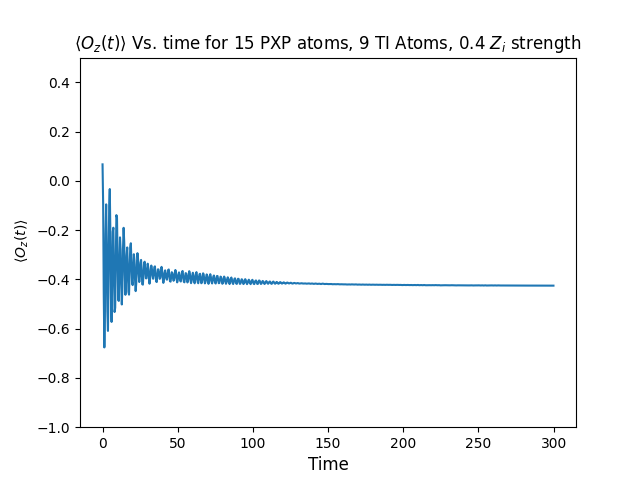 ⟨O_z(t)⟩ Vs. time for 15 PXP atoms, 9 TI Atoms, 0.4 Z_i strength
0.4
0.2
0.0
−0.2
⟨O_z(t)⟩
−0.4
−0.6
−0.8
−1.0
0 50 100 150 200 250 300
Time